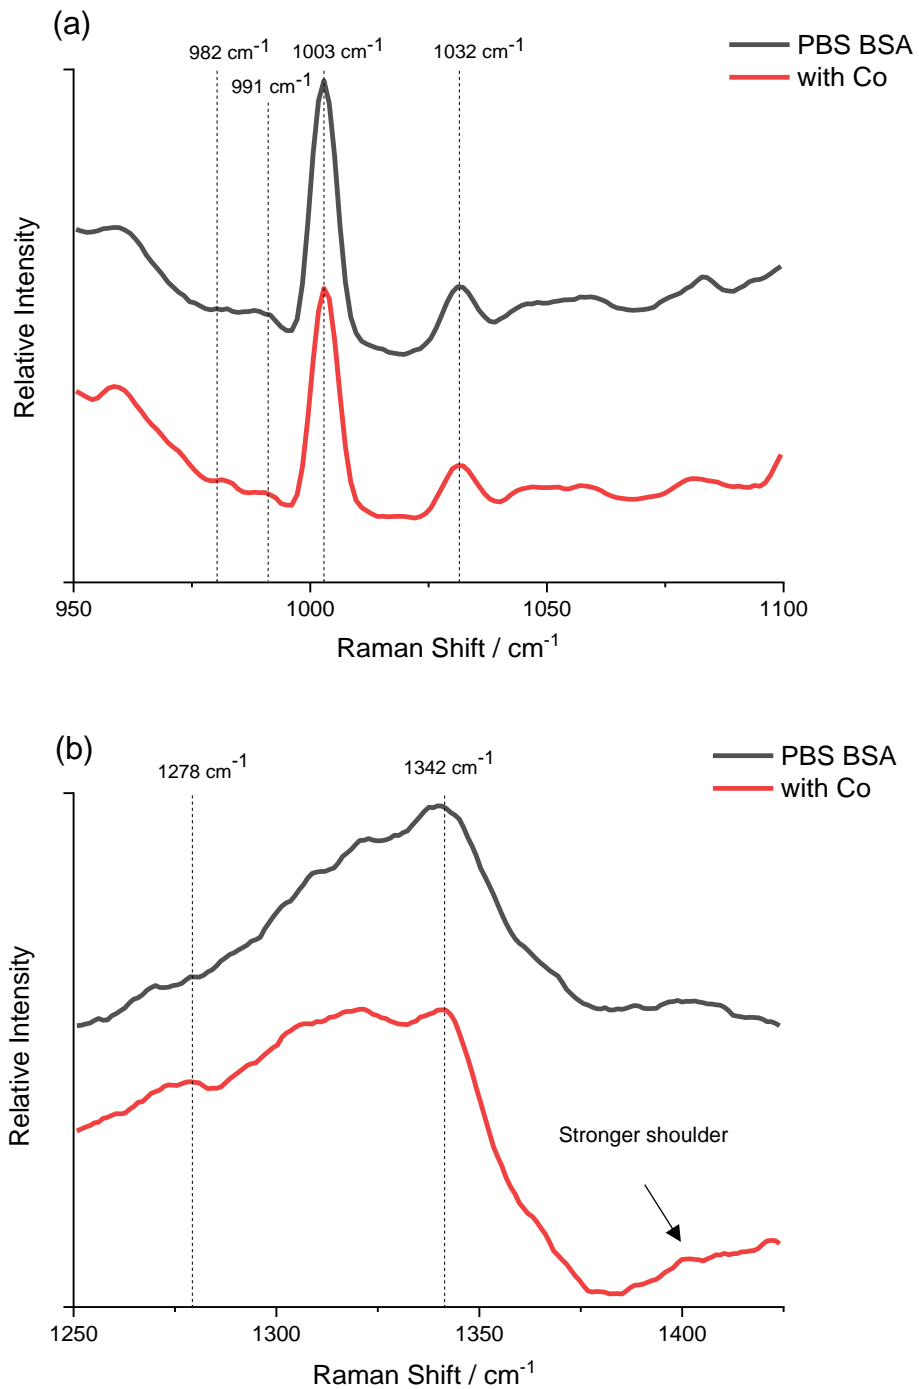 (a)
982 cm-1
1003 cm-1
1032 cm-1
991 cm-1
PBS BSA
with Co
Relative Intensity
950
1000
1050
1100
Raman Shift / cm-1
(b)
1278 cm-1
1342 cm-1
PBS BSA
with Co
Relative Intensity
Stronger shoulder
1250
1300
1350
1400
Raman Shift / cm-1